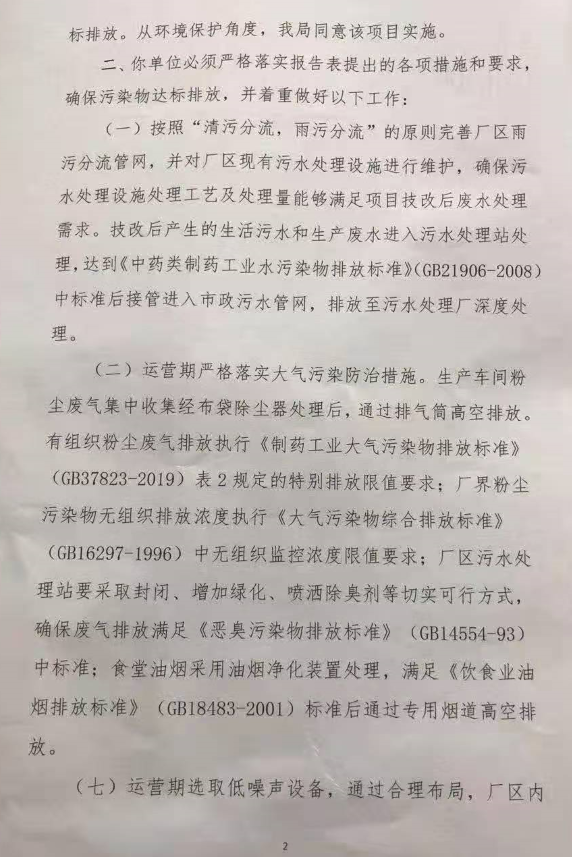 标排放。从环境保护角度，我局同意该项目实施。
二、你单位必须严格落实报告表提出的各项措施和要求，
确保污染物达标排放，并着重做好以下工作：
（一）按照“清污分流，雨污分流”的原则完善厂区雨
污分流管网，并对厂区现有污水处理设施进行维护，确保污
水处理设施处理工艺及处理量能够满足项目技改后废水处理
需求。技改后产生的生活污水和生产废水进入污水处理站处
理，达到《中药类制药工业水污染物排放标准》（GB21906-2008）
中标准后接管进入市政污水管网，排放至污水处理厂深度处
理。
（二）运营期严格落实大气污染防治措施。生产车间粉
尘废气集中收集经布袋除尘器处理后，通过排气筒高空排放。
有组织粉尘废气排放执行《制药工业大气污染物排放标准》
（GB37823-2019）表2规定的特别排放限值要求；厂界粉尘
污染物无组织排放浓度执行《大气污染物综合排放标准》
（GB16297-1996）中无组织监控浓度限值要求；厂区污水处
理站要采取封闭、增加绿化、喷洒除臭剂等切实可行方式，
确保废气排放满足《恶臭污染物排放标准》（GB14554-93）
中标准；食堂油烟采用油烟净化装置处理，满足《饮食业油
烟排放标准》（GB18483-2001）标准后通过专用烟道高空排
放。
（七）运营期选取低噪声设备，通过合理布局，厂区内
2